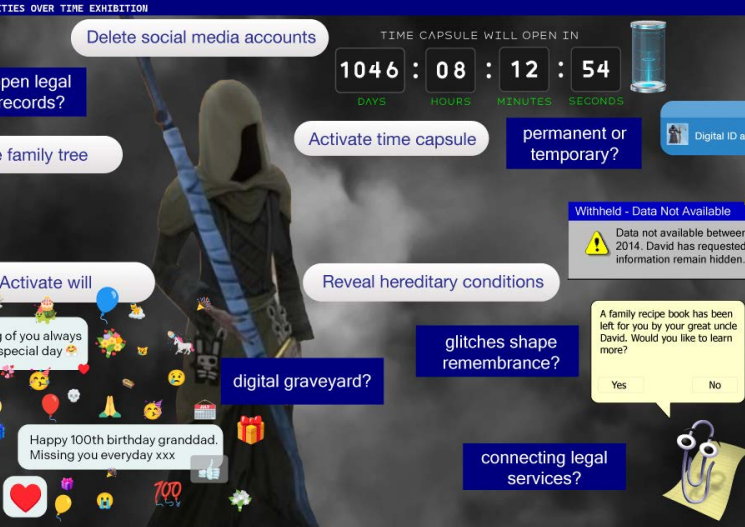 TIES OVER TIME EXHIBITION
Delete social media accounts
TIME CAPSULE WILL OPEN IN
1046 : 08 : 12 : 54
DAYS HOURS MINUTES SECONDS
pen legal
records?
Activate time capsule
permanent or
temporary?
Digital ID a
e family tree
Withheld - Data Not Available
Data not available between
2014. David has requested
information remain hidden.
Activate will
Reveal hereditary conditions
A family recipe book has been
left for you by your great uncle
David. Would you like to learn
more?
Yes No
g of you always
special day
glitches shape
remembrance?
digital graveyard?
JULY
Happy 100th birthday granddad.
Missing you everyday xxx
connecting legal
services?
100